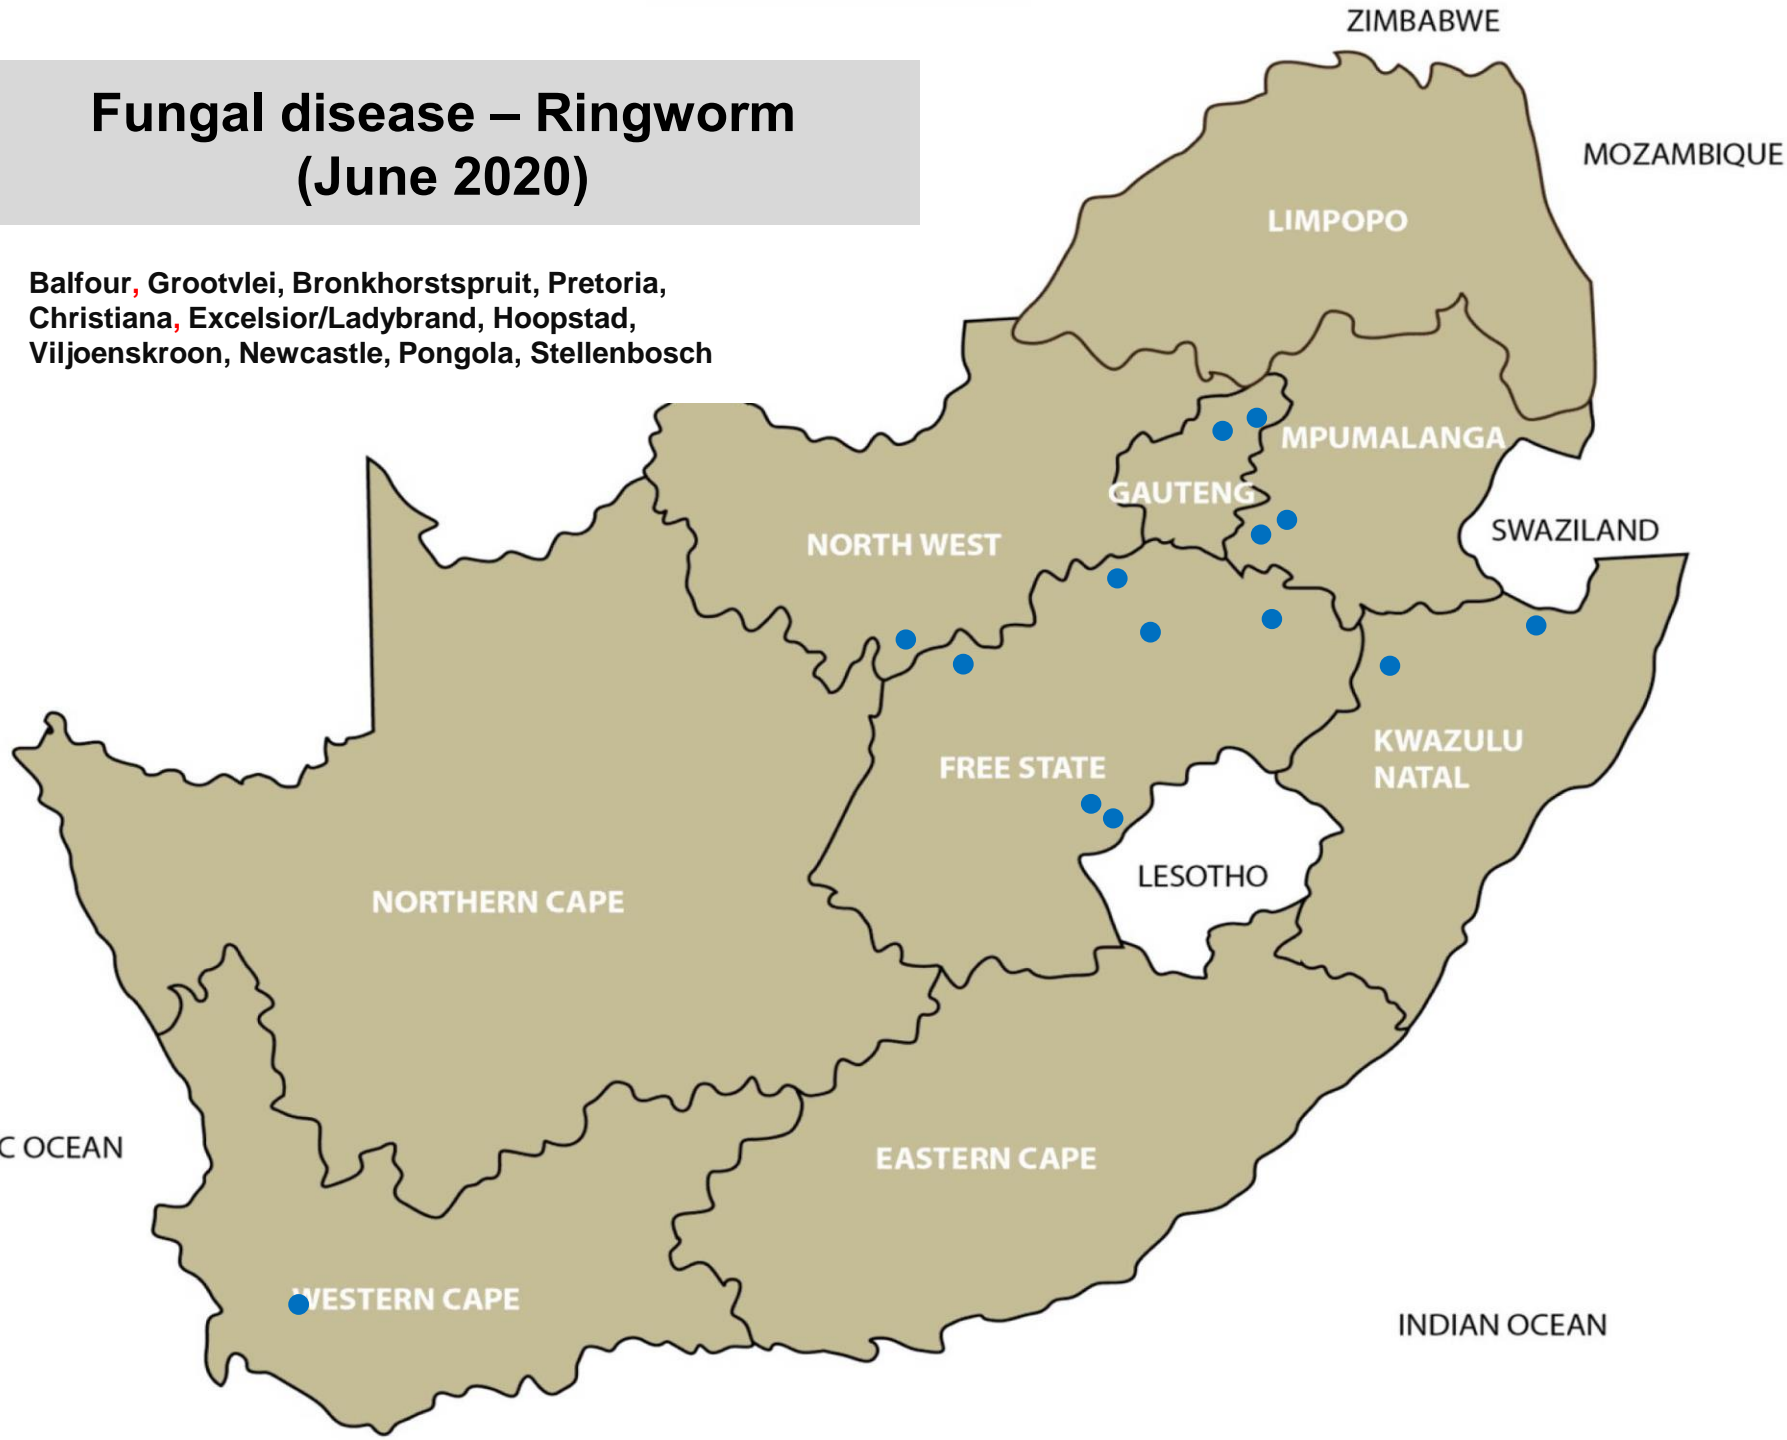 ZIMBABWE
Fungal disease – Ringworm
(June 2020)
MOZAMBIQUE
LIMPOPO
Balfour, Grootvlei, Bronkhorstspruit, Pretoria,
Christiana, Excelsior/Ladybrand, Hoopstad,
Viljoenskroon, Newcastle, Pongola, Stellenbosch
MPUMALANGA
GAUTENG
SWAZILAND
NORTH WEST
KWAZULU
NATAL
FREE STATE
LESOTHO
NORTHERN CAPE
C OCEAN
EASTERN CAPE
WESTERN CAPE
INDIAN OCEAN